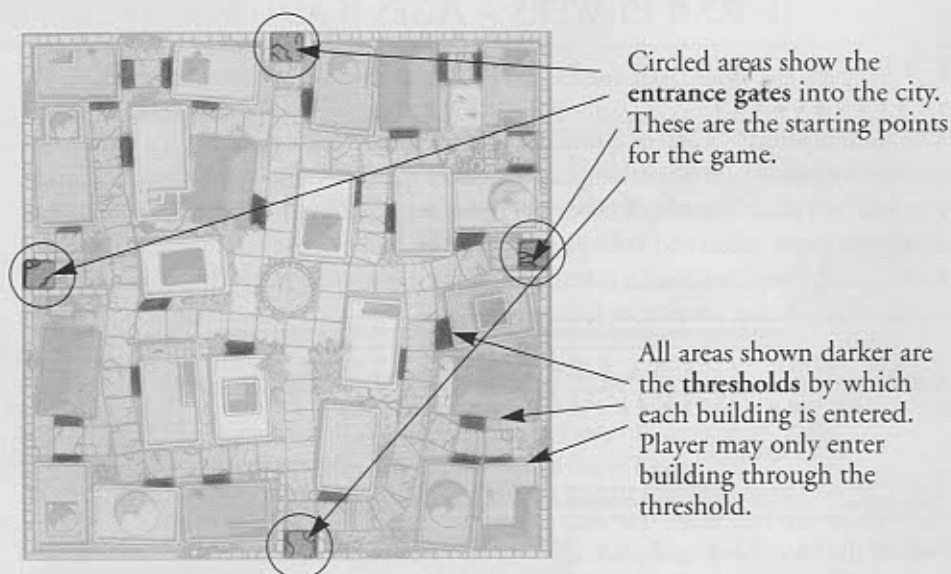 Circled areas show the
entrance gates into the city.
These are the starting points
for the game.
All areas shown darker are
the thresholds by which
each building is entered.
Player may only enter
building through the
threshold.